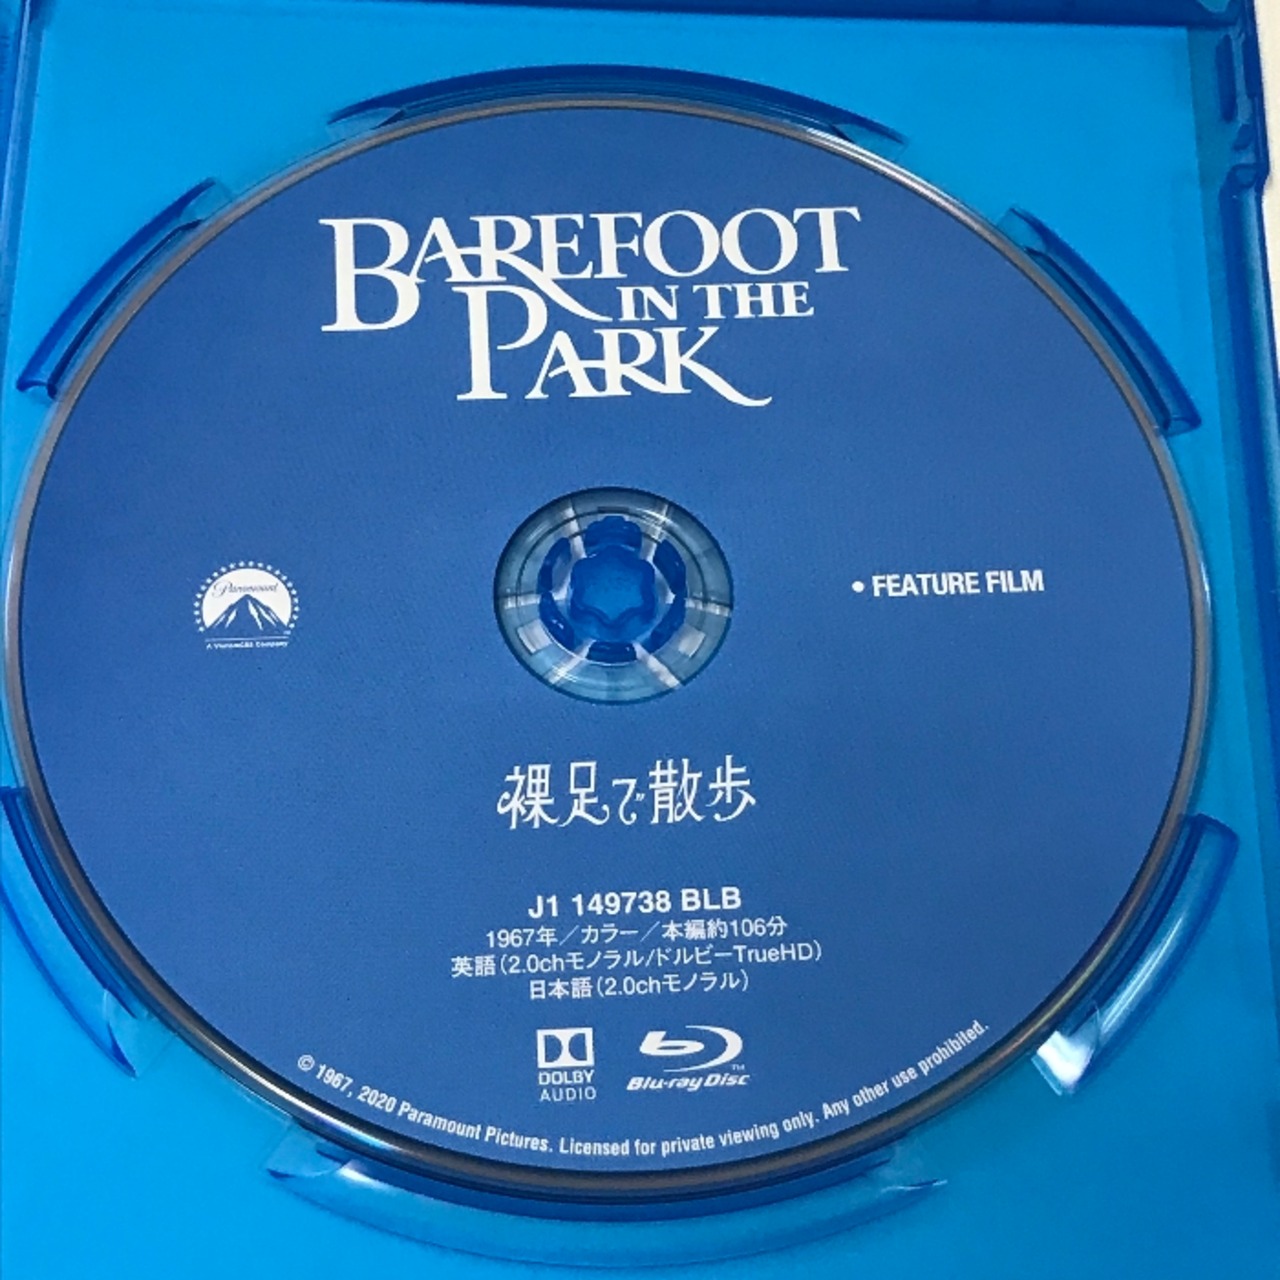 BAREFOOT
IN THE
PARK
Paramount
A ViacomCBS Company
• FEATURE FILM
裸足で散歩
J1 149738 BLB
1967年／カラー／本編約106分
英語（2.0chモノラル/ドルビーTrueHD）
日本語（2.0chモノラル）
DOLBY
AUDIO
Blu-ray Disc
TM
© 1967, 2020 Paramount Pictures. Licensed for private viewing only. Any other use prohibited.